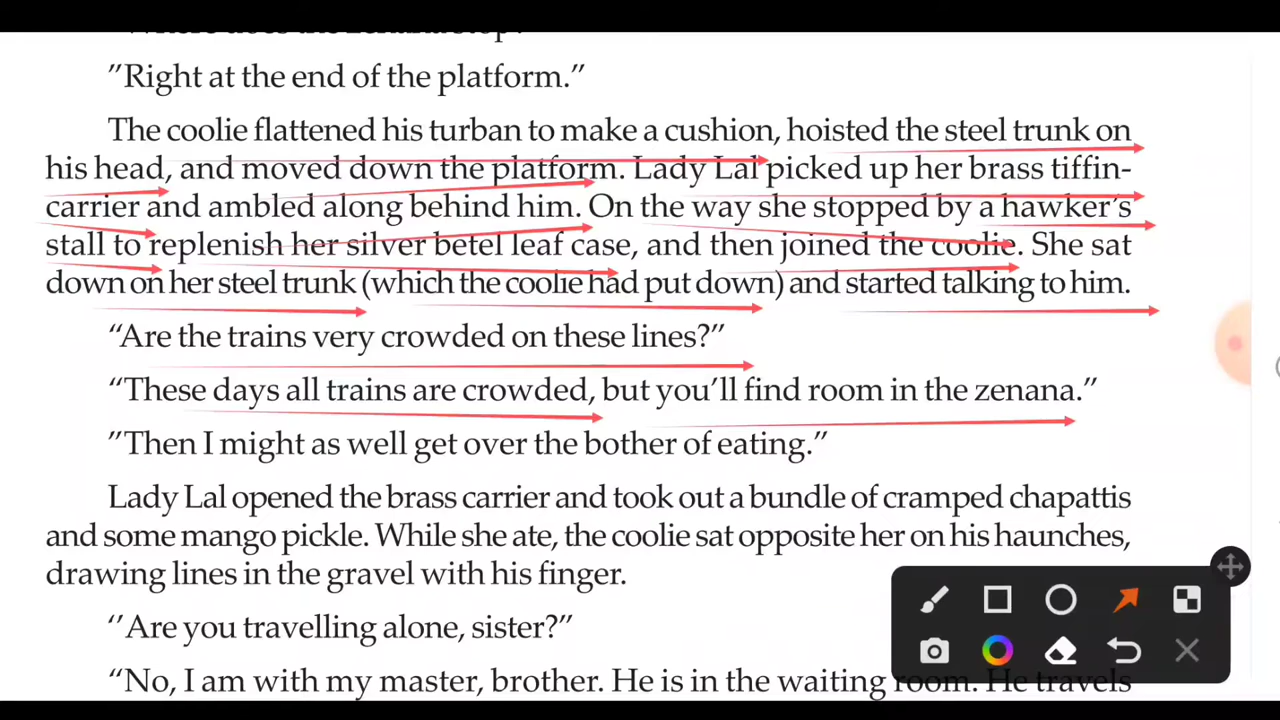 "Right at the end of the platform."
The coolie flattened his turban to make a cushion, hoisted the steel trunk on
his head, and moved down the platform. Lady Lal picked up her brass tiffin-
carrier and ambled along behind him. On the way she stopped by a hawker's
stall to replenish her silver betel leaf case, and then joined the coolie. She sat
down on her steel trunk (which the coolie had put down) and started talking to him.
"Are the trains very crowded on these lines?"
"These days all trains are crowded, but you'll find room in the zenana."
"Then I might as well get over the bother of eating."
Lady Lal opened the brass carrier and took out a bundle of cramped chapattis
and some mango pickle. While she ate, the coolie sat opposite her on his haunches,
drawing lines in the gravel with his finger.
''Are you travelling alone, sister?"
"No, I am with my master, brother. He is in the waiting room. He travels